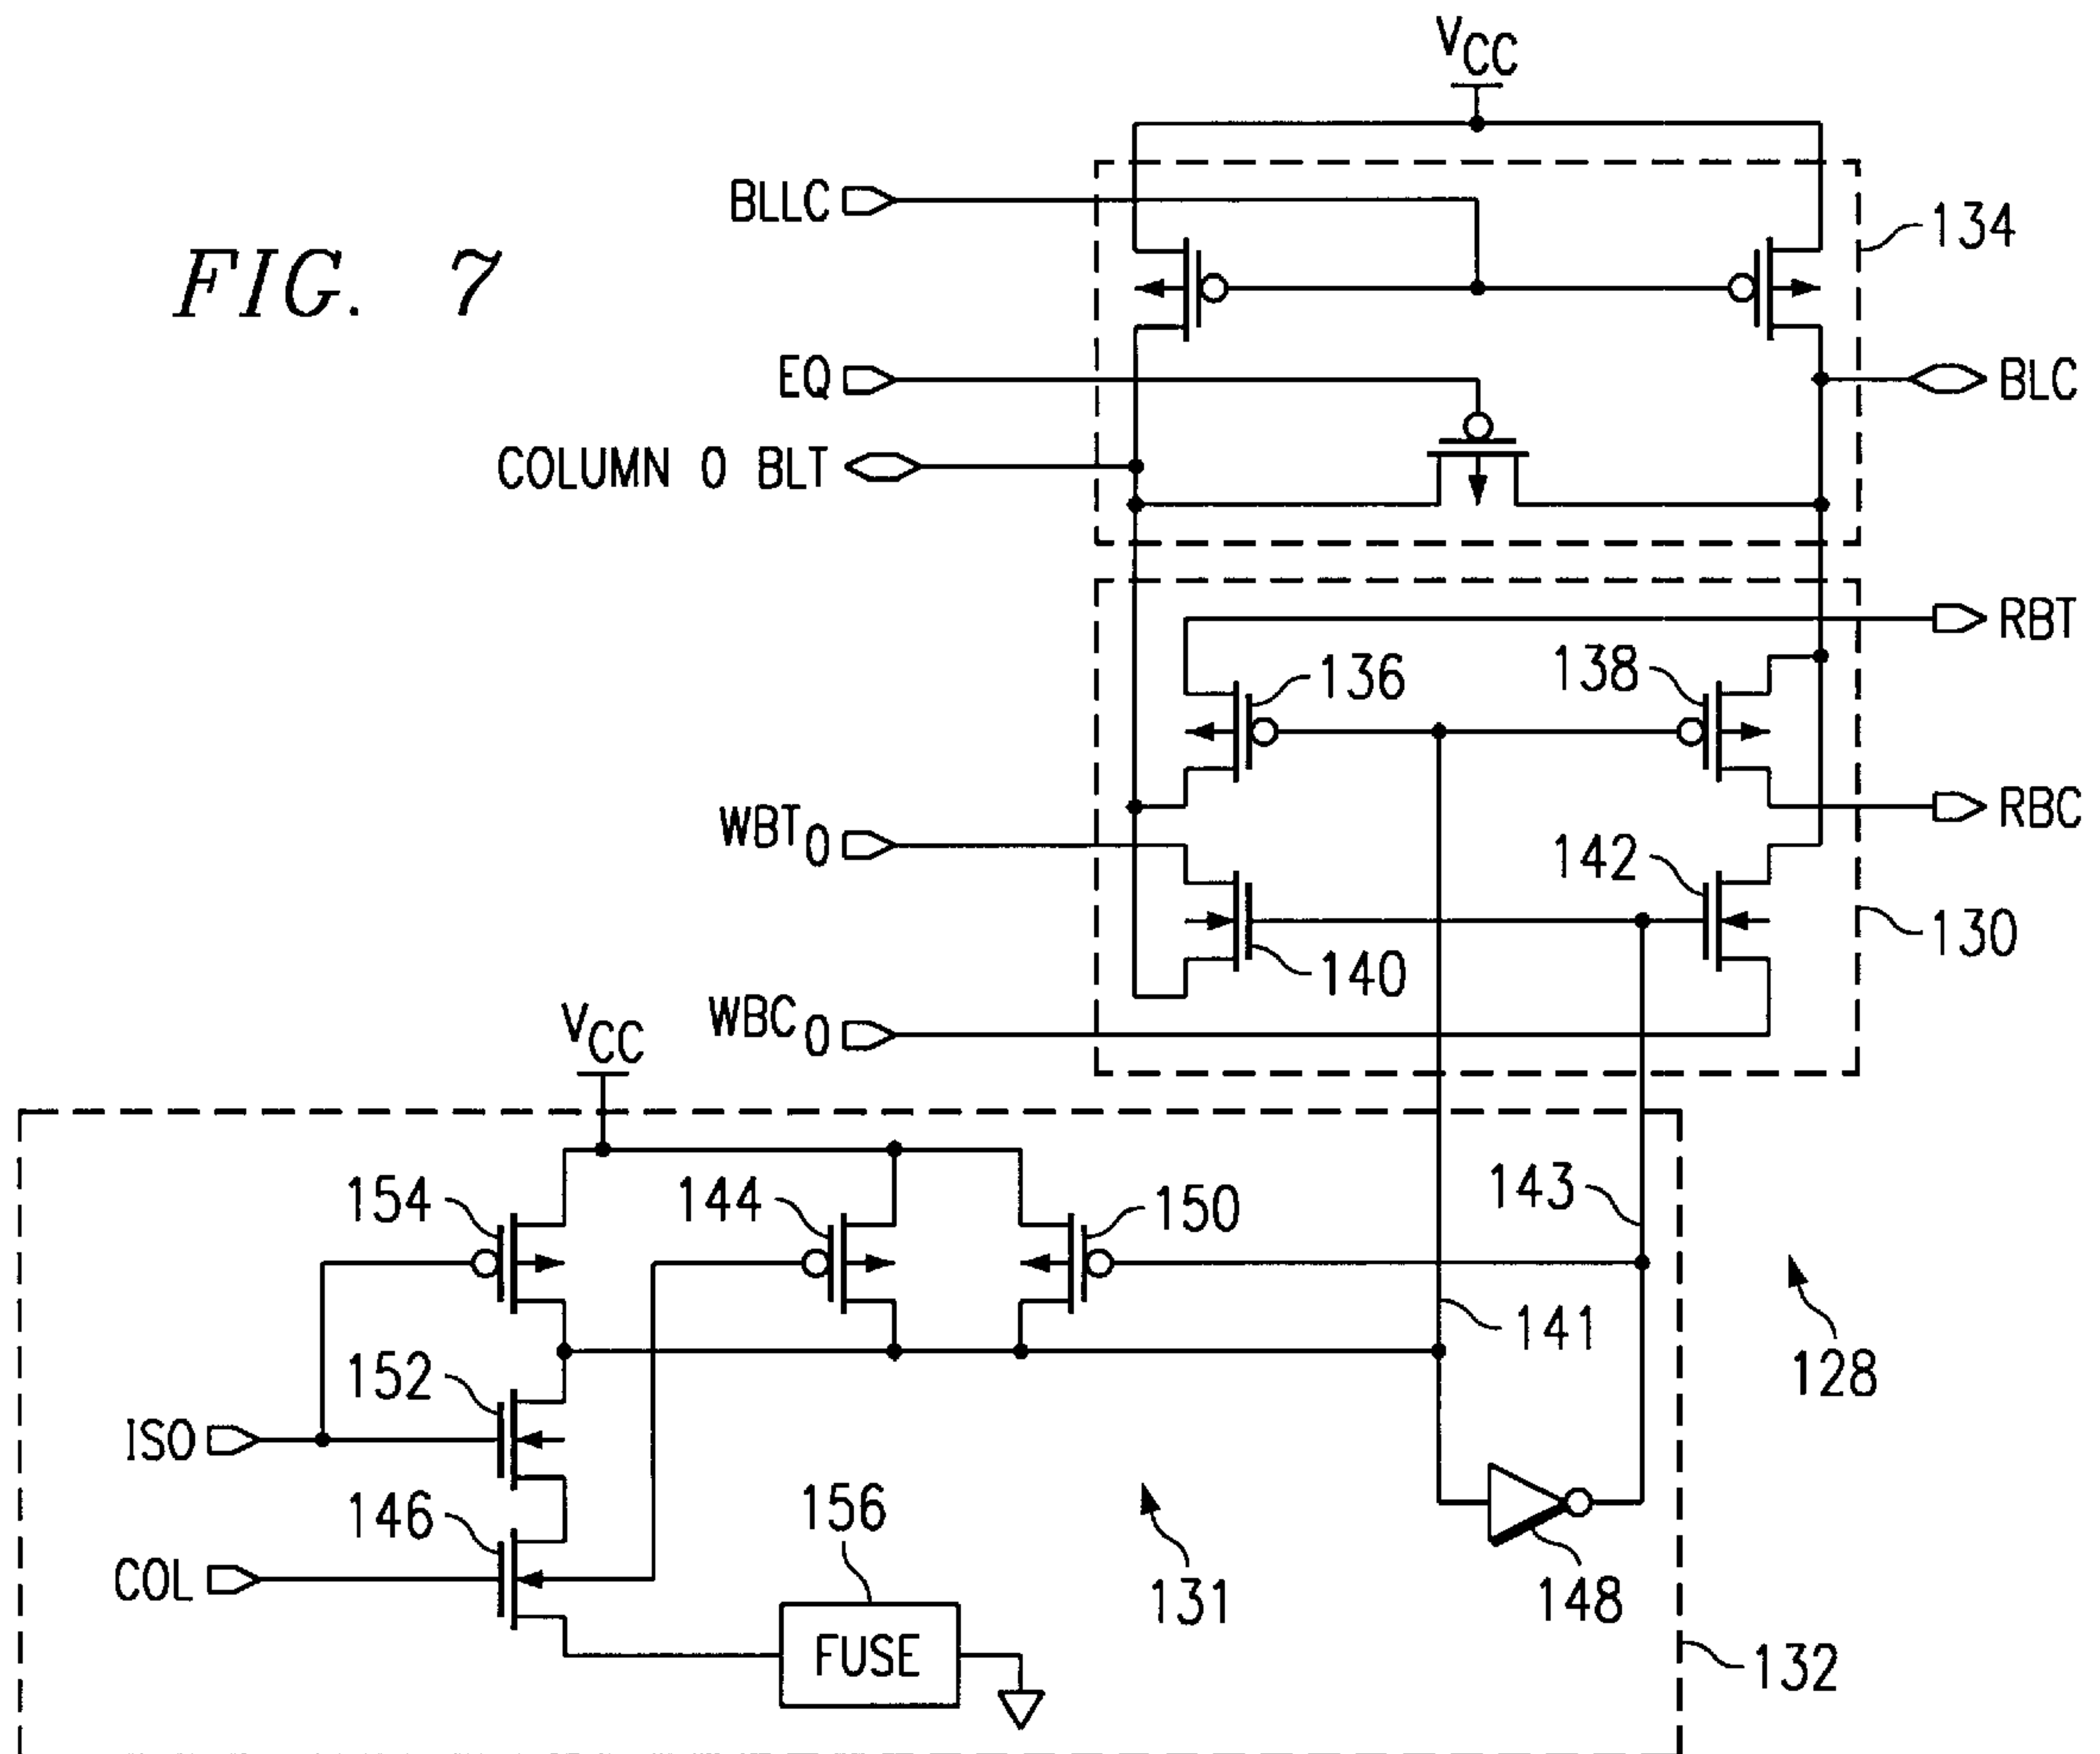 VCC
BLLC
134
FIG. 7
EQ
BLC
COLUMN 0 BLT
RBT
136
138
WBT0
RBC
142
130
140
WBC0
VCC
154
144
150
143
141
152
128
ISO
146
156
131
COL
148
FUSE
132